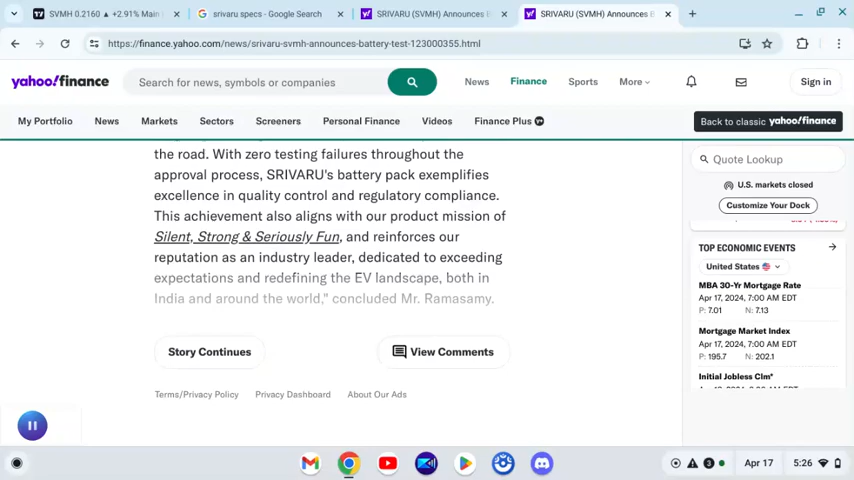 SVMH 0.2160 ▲ +2.91% Main
srivaru specs - Google Search
SRIVARU (SVMH) Announces B
SRIVARU (SVMH) Announces B
https://finance.yahoo.com/news/srivaru-svmh-announces-battery-test-123000355.html
yahoo!finance
Search for news, symbols or companies
News
Finance
Sports
More
Sign in
My Portfolio
News
Markets
Sectors
Screeners
Personal Finance
Videos
Finance Plus
Back to classic yahoo!finance
the road. With zero testing failures throughout the
approval process, SRIVARU's battery pack exemplifies
excellence in quality control and regulatory compliance.
This achievement also aligns with our product mission of
Silent, Strong & Seriously Fun, and reinforces our
reputation as an industry leader, dedicated to exceeding
expectations and redefining the EV landscape, both in
India and around the world," concluded Mr. Ramasamy.
Story Continues
View Comments
Terms/Privacy Policy
Privacy Dashboard
About Our Ads
Quote Lookup
U.S. markets closed
Customize Your Dock
TOP ECONOMIC EVENTS
United States
MBA 30-Yr Mortgage Rate
Apr 17, 2024, 7:00 AM EDT
P: 7.01 N: 7.13
Mortgage Market Index
Apr 17, 2024, 7:00 AM EDT
P: 195.7 N: 202.1
Initial Jobless Clm*
3
Apr 17
5:26